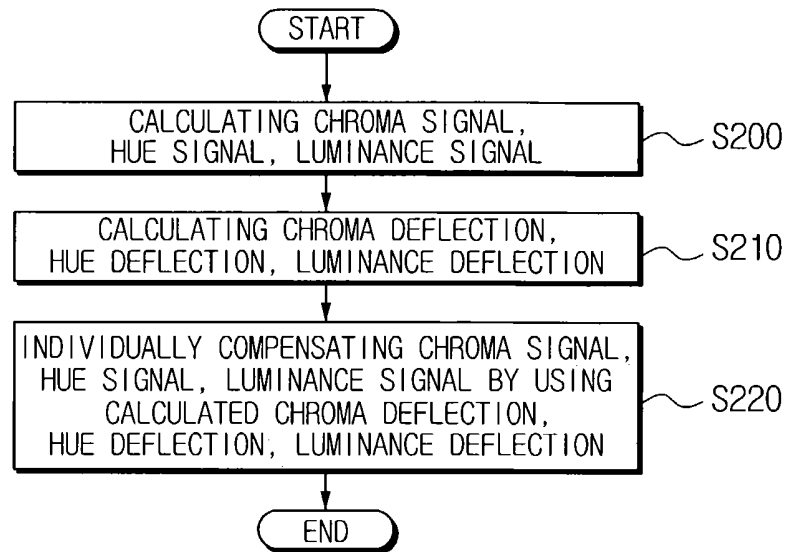 START
CALCULATING CHROMA SIGNAL,
HUE SIGNAL, LUMINANCE SIGNAL
S200
CALCULATING CHROMA DEFLECTION,
HUE DEFLECTION, LUMINANCE DEFLECTION
S210
INDIVIDUALLY COMPENSATING CHROMA SIGNAL,
HUE SIGNAL, LUMINANCE SIGNAL BY USING
CALCULATED CHROMA DEFLECTION,
HUE DEFLECTION, LUMINANCE DEFLECTION
S220
END